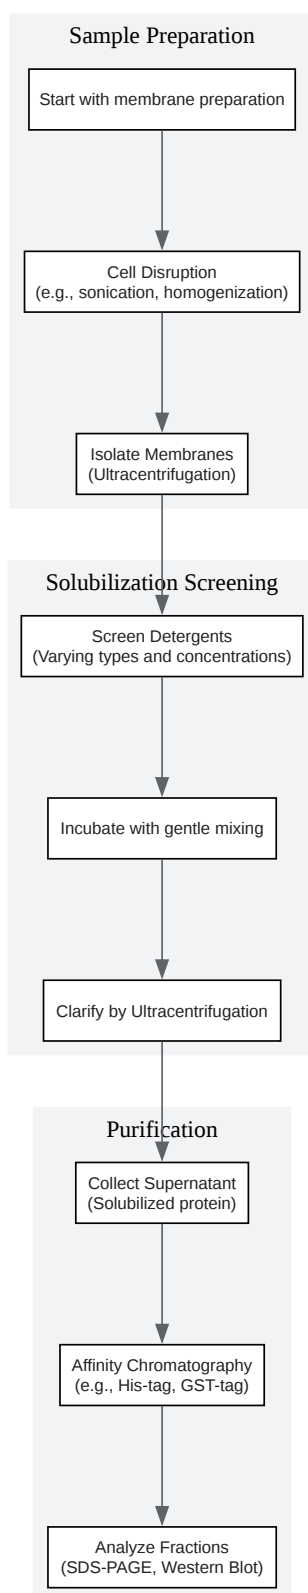 Sample Preparation
Start with membrane preparation
Cell Disruption
(e.g., sonication, homogenization)
Isolate Membranes
(Ultracentrifugation)
Solubilization Screening
Screen Detergents
(Varying types and concentrations)
Incubate with gentle mixing
Clarify by Ultracentrifugation
Purification
Collect Supernatant
(Solubilized protein)
Affinity Chromatography
(e.g., His-tag, GST-tag)
Analyze Fractions
(SDS-PAGE, Western Blot)